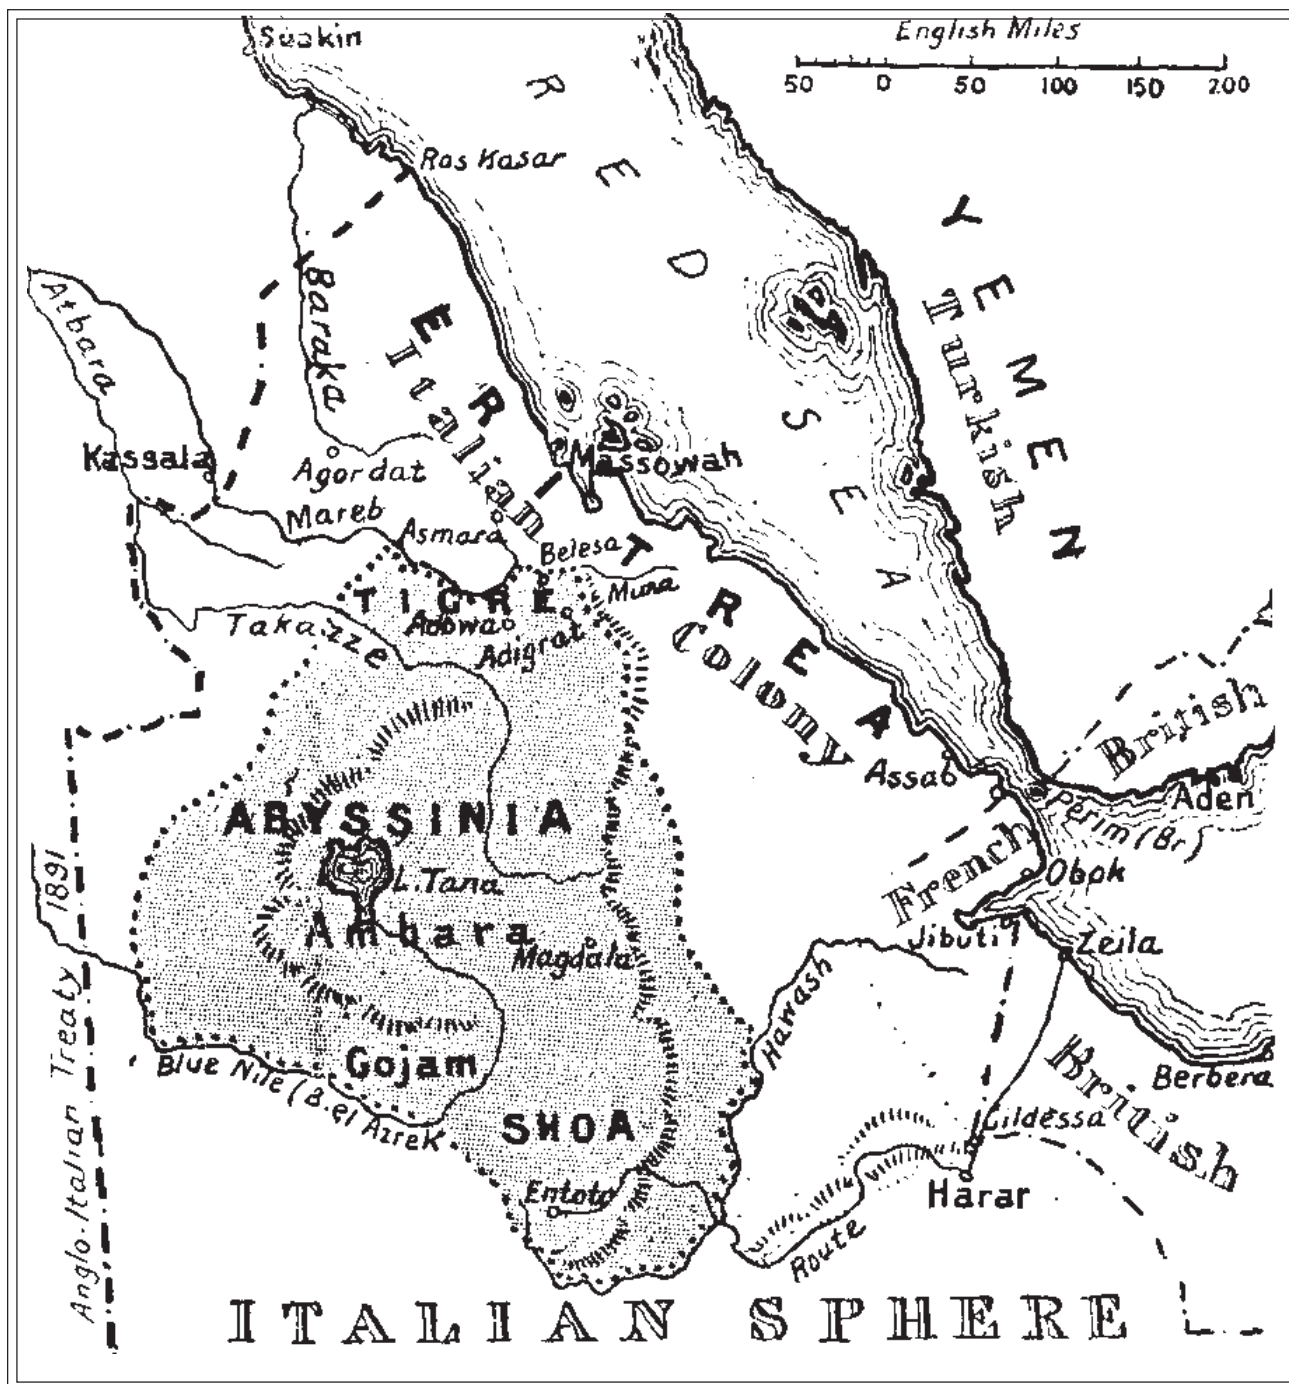 Suakin
English Miles
50 0 50 100 150 200
RED SEA
Ras Kasar
YEMEN
Turkish
Atbara
Baraka
ERITREA
Italian
Colony
Kassala
Agordat
Massowah
Mareb
Asmara
Belesa
Muna
TIGRE
Adowa
Adigrat
Takazze
British
Assab
Perim (Br)
Aden
ABYSSINIA
French
Obok
L. Tana
1891
Anglo-Italian Treaty
Amhara
Magdala
Jibuti
Zeila
Hawash
Gojam
Blue Nile (B. el Azrek
Berbera
British
SHOA
Gildessa
Entoto
Harar
Route
ITALIAN SPHERE